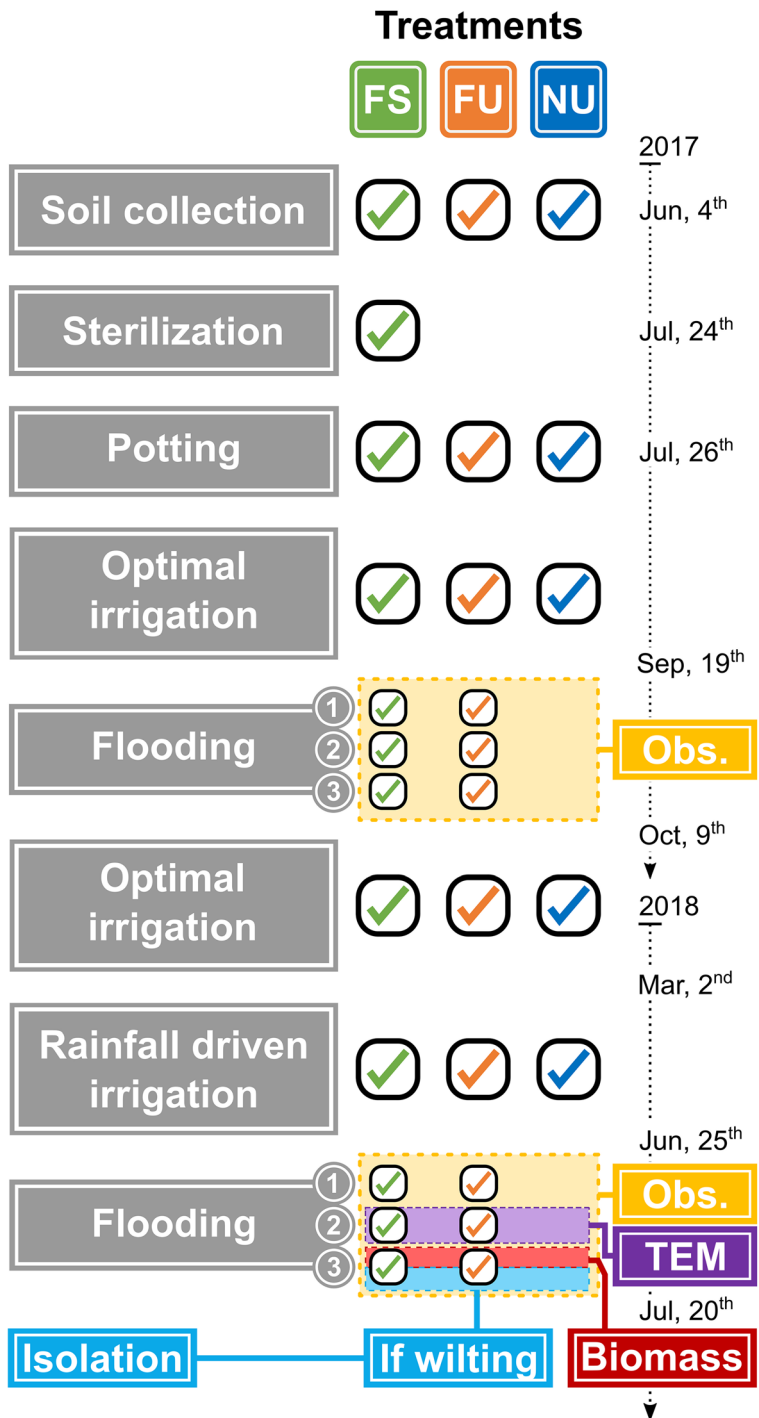 Treatments
FS FU NU
2017
Soil collection
Jun, 4th
Sterilization
Jul, 24th
Potting
Jul, 26th
Optimal
irrigation
Sep, 19th
1
Flooding 2
3
Obs.
Oct, 9th
Optimal
irrigation
2018
Mar, 2nd
Rainfall driven
irrigation
Jun, 25th
1
Flooding 2
3
Obs.
TEM
Jul, 20th
Isolation If wilting Biomass